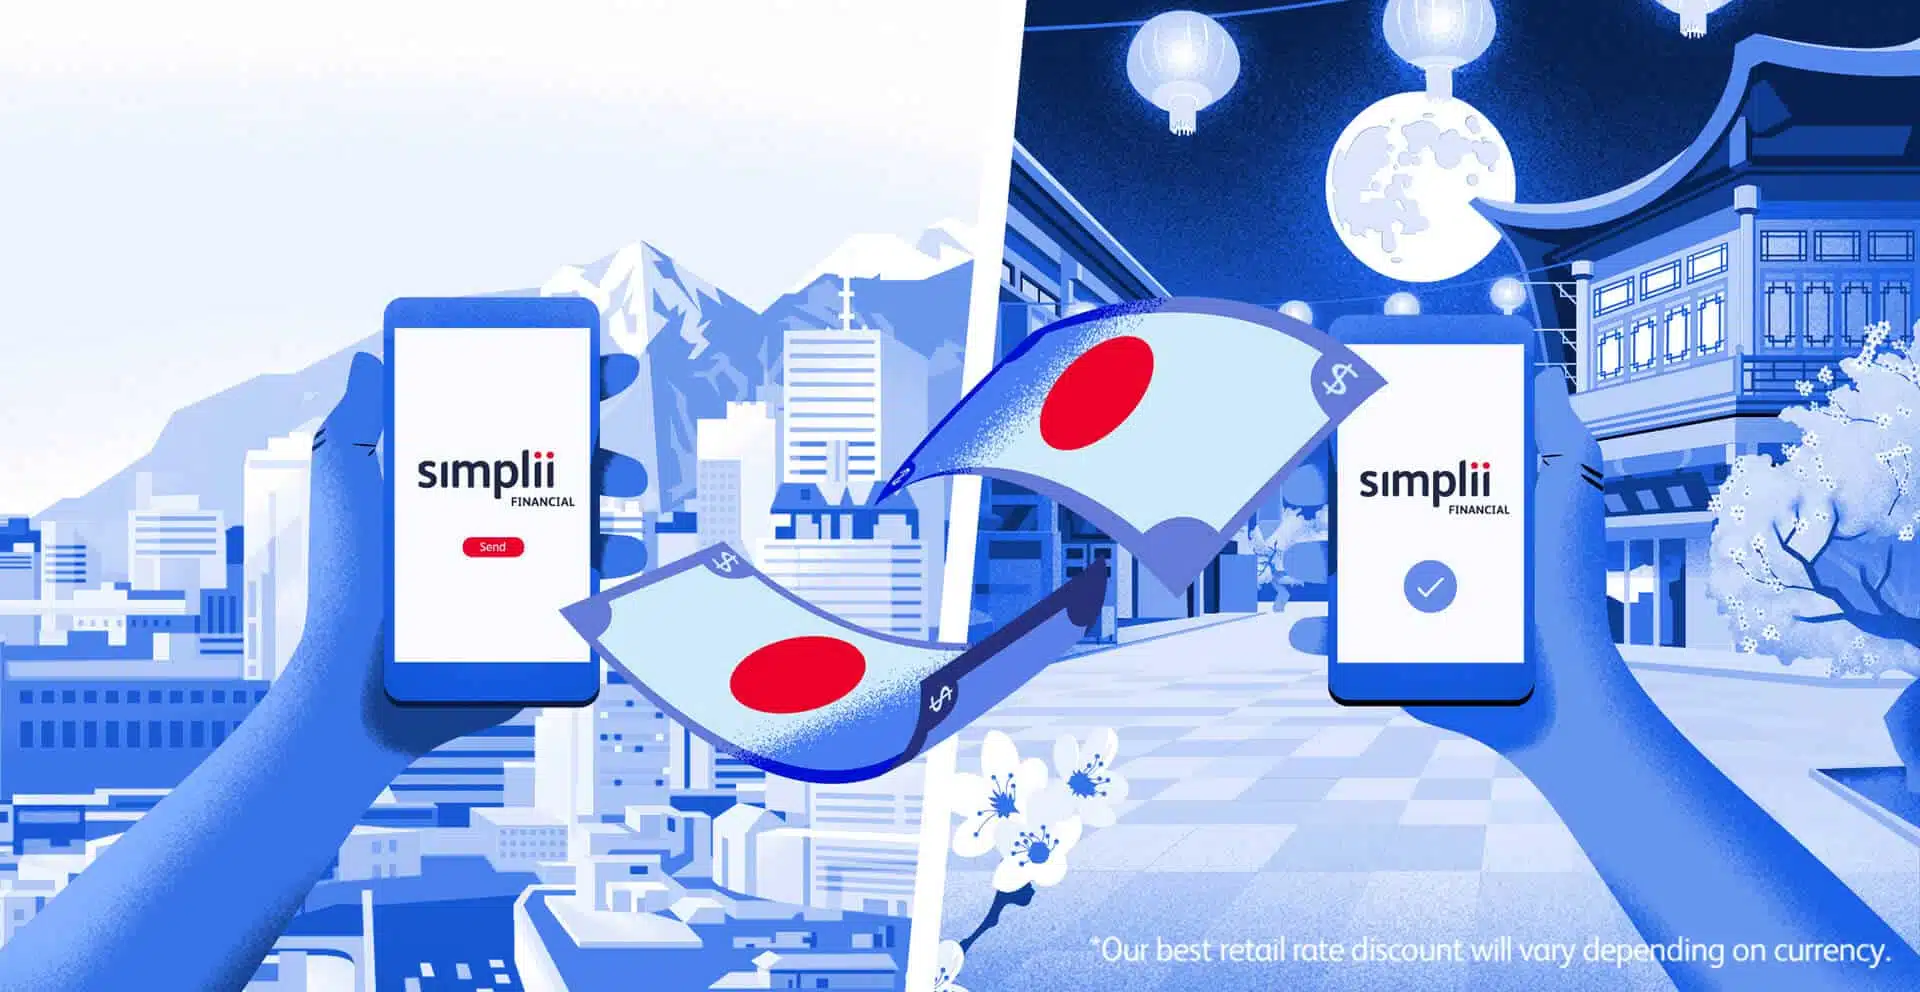 simplii
FINANCIAL
Send
$
$
$
simplii
FINANCIAL
*Our best retail rate discount will vary depending on currency.